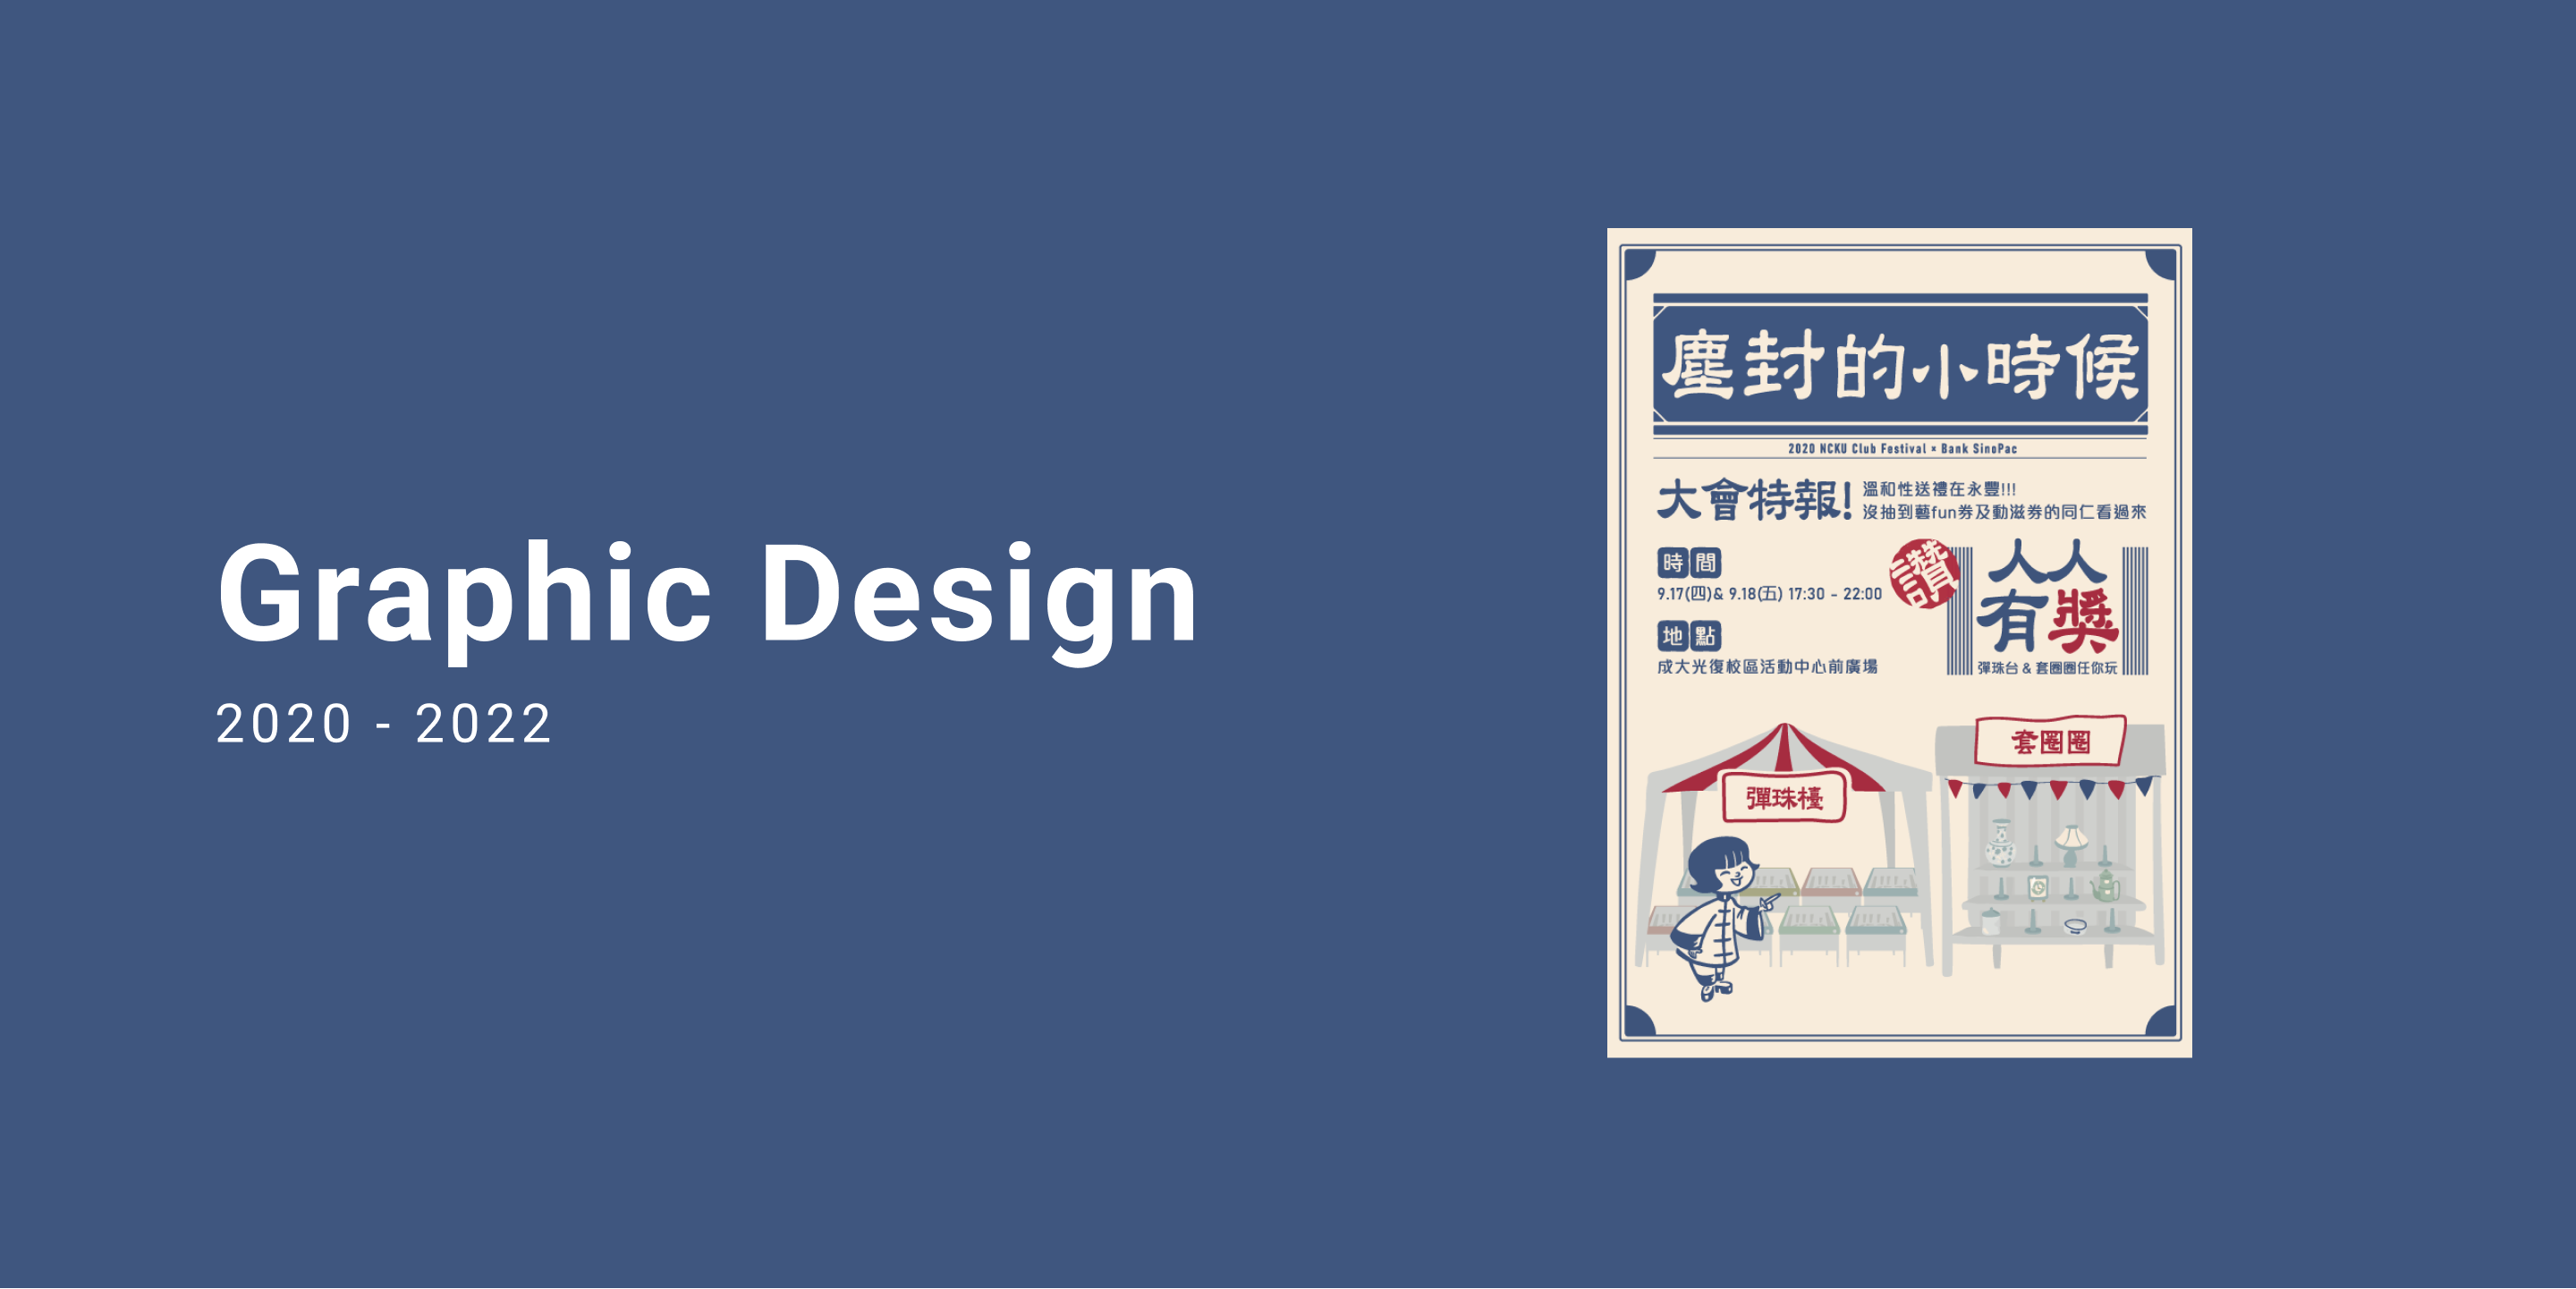 Graphic Design
2020 - 2022
塵封的小時候
2020 NCKU Club Festival × Bank SinoPac
大會特報!
溫和性送禮在永豐!!!
沒抽到藝fun券及動滋券的同仁看過來
時間
9.17(四)& 9.18(五) 17:30 - 22:00
地點
成大光復校區活動中心前廣場
讚
人人
有獎
彈珠台 & 套圈圈任你玩
套圈圈
彈珠檯